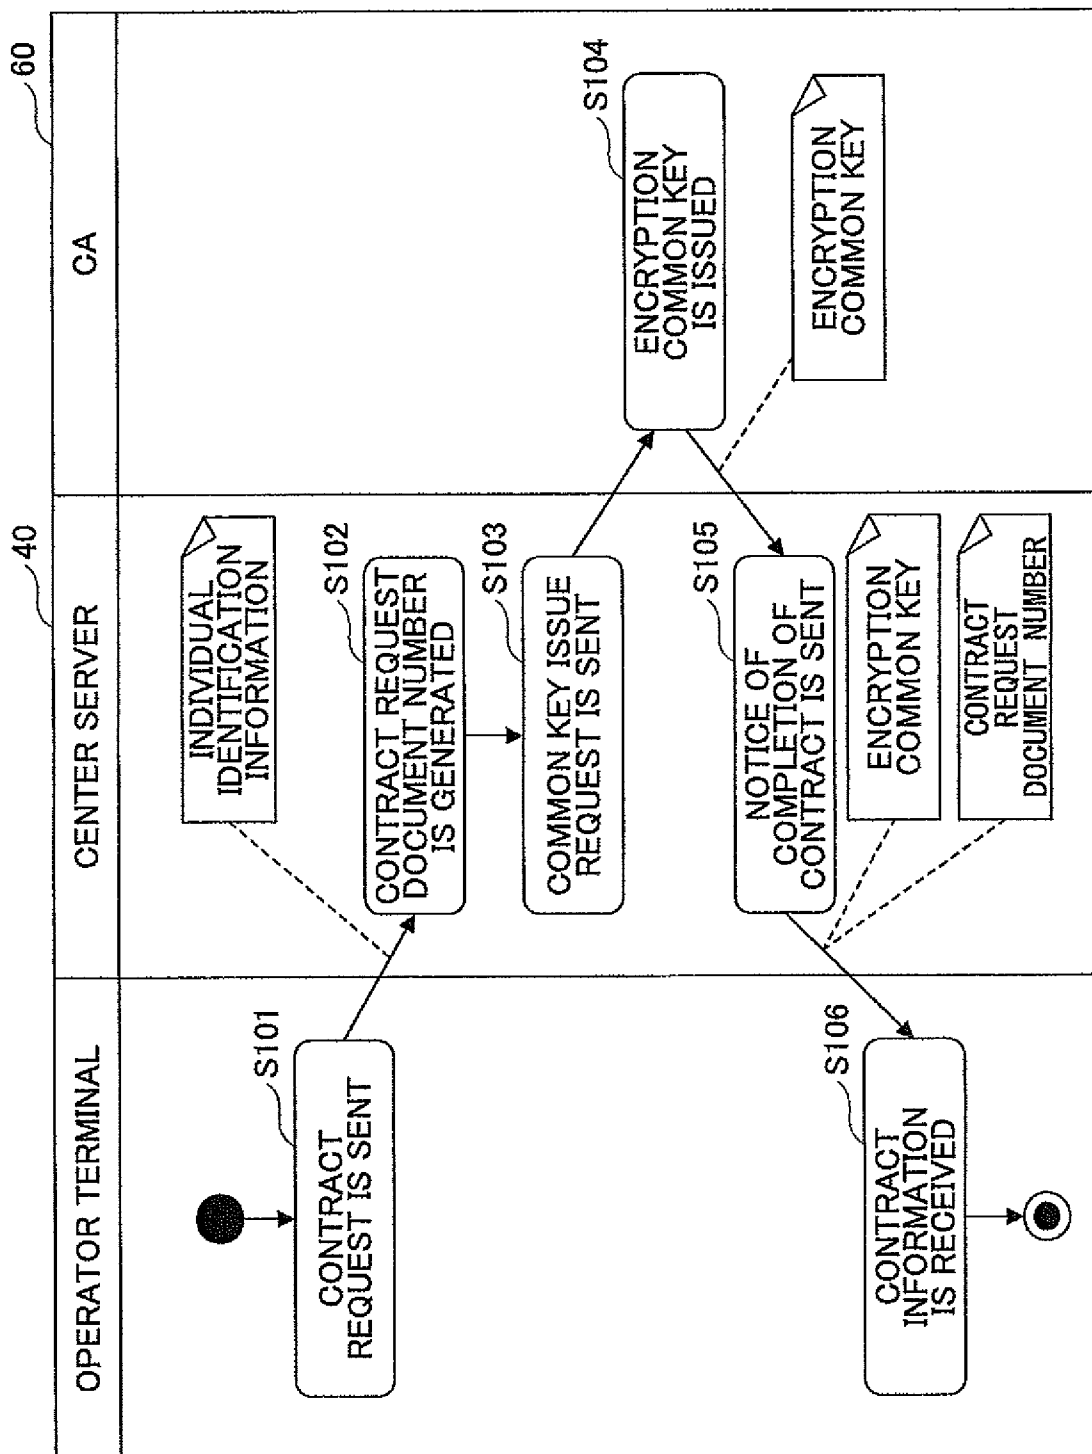 40
60
OPERATOR TERMINAL
CENTER SERVER
CA
S101
CONTRACT
REQUEST IS SENT
INDIVIDUAL
IDENTIFICATION
INFORMATION
S102
CONTRACT REQUEST
DOCUMENT NUMBER
IS GENERATED
S103
COMMON KEY ISSUE
REQUEST IS SENT
S104
ENCRYPTION
COMMON KEY
IS ISSUED
ENCRYPTION
COMMON KEY
S105
NOTICE OF
COMPLETION OF
CONTRACT IS SENT
ENCRYPTION
COMMON KEY
CONTRACT
REQUEST
DOCUMENT NUMBER
S106
CONTRACT
INFORMATION
IS RECEIVED